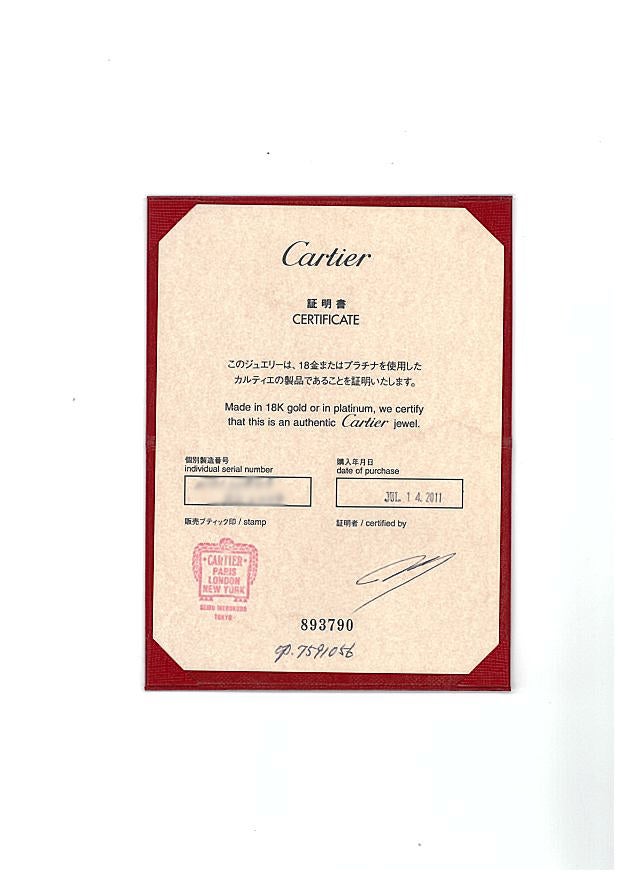 Cartier
証明書
CERTIFICATE
このジュエリーは、18金またはプラチナを使用した
カルティエの製品であることを証明いたします。
Made in 18K gold or in platinum, we certify
that this is an authentic Cartier jewel.
個別製造番号
individual serial number
購入年月日
date of purchase
JUL 14. 2011
販売ブティック印 / stamp
証明者 / certified by
CARTIER
PARIS
LONDON
NEW YORK
TOKYO
893790
cp.7591056